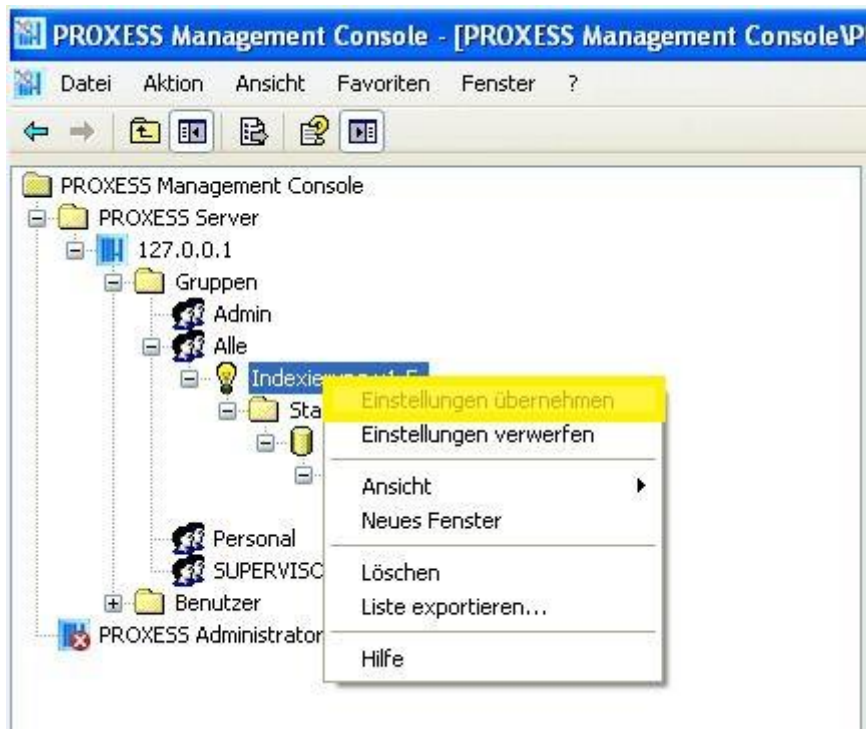 PROXESS Management Console - [PROXESS Management Console\P
Datei Aktion Ansicht Favoriten Fenster ?
PROXESS Management Console
PROXESS Server
127.0.0.1
Gruppen
Admin
Alle
Einstellungen übernehmen
Einstellungen verwerfen
Ansicht
Neues Fenster
Personal
SUPERVISO
Löschen
Benutzer
Liste exportieren...
PROXESS Administrator
Hilfe